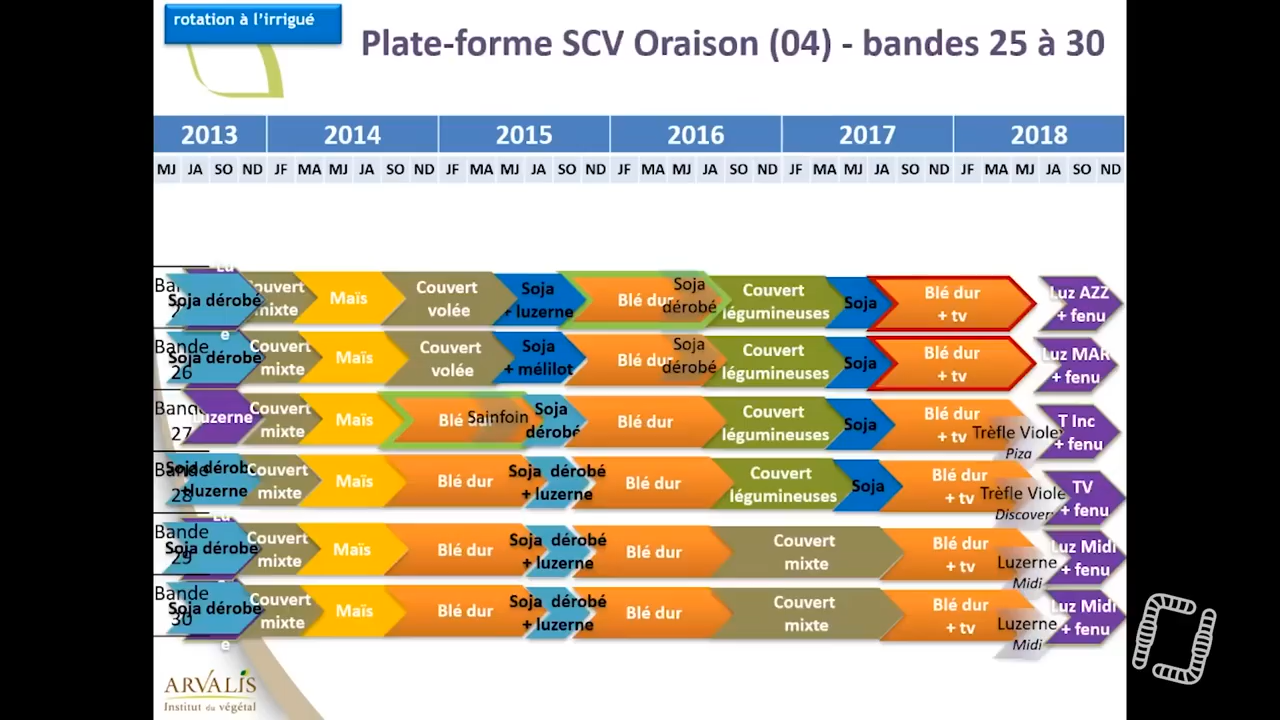 rotation à l'irrigué
Plate-forme SCV Oraison (04) - bandes 25 à 30
2013 2014 2015 2016 2017 2018
MJ JA SO ND JF MA MJ JA SO ND JF MA MJ JA SO ND JF MA MJ JA SO ND JF MA MJ JA SO ND JF MA MJ JA SO ND
Soja dérobé Couvert mixte Maïs Couvert volée Soja + luzerne Blé dur Soja dérobé Couvert légumineuses Soja Blé dur + tv Luz AZZ + fenu
Bande 26 Soja dérobé Couvert mixte Maïs Couvert volée Soja + mélilot Blé dur Soja dérobé Couvert légumineuses Soja Blé dur + tv Luz MAR + fenu
Bande 27 Luzerne Couvert mixte Maïs Blé Sainfoin Soja dérobé Blé dur Couvert légumineuses Soja Blé dur + tv Trèfle Viole Piza T Inc + fenu
Bande 28 Soja dérobé + luzerne Couvert mixte Maïs Blé dur Soja dérobé + luzerne Blé dur Couvert légumineuses Soja Blé dur + tv Trèfle Viole Discover TV + fenu
Bande 29 Soja dérobé Couvert mixte Maïs Blé dur Soja dérobé + luzerne Blé dur Couvert mixte Blé dur + tv Luzerne Midi Luz Midi + fenu
Bande 30 Soja dérobé Couvert mixte Maïs Blé dur Soja dérobé + luzerne Blé dur Couvert mixte Blé dur + tv Luzerne Midi Luz Midi + fenu
ARVALIS
Institut du végétal